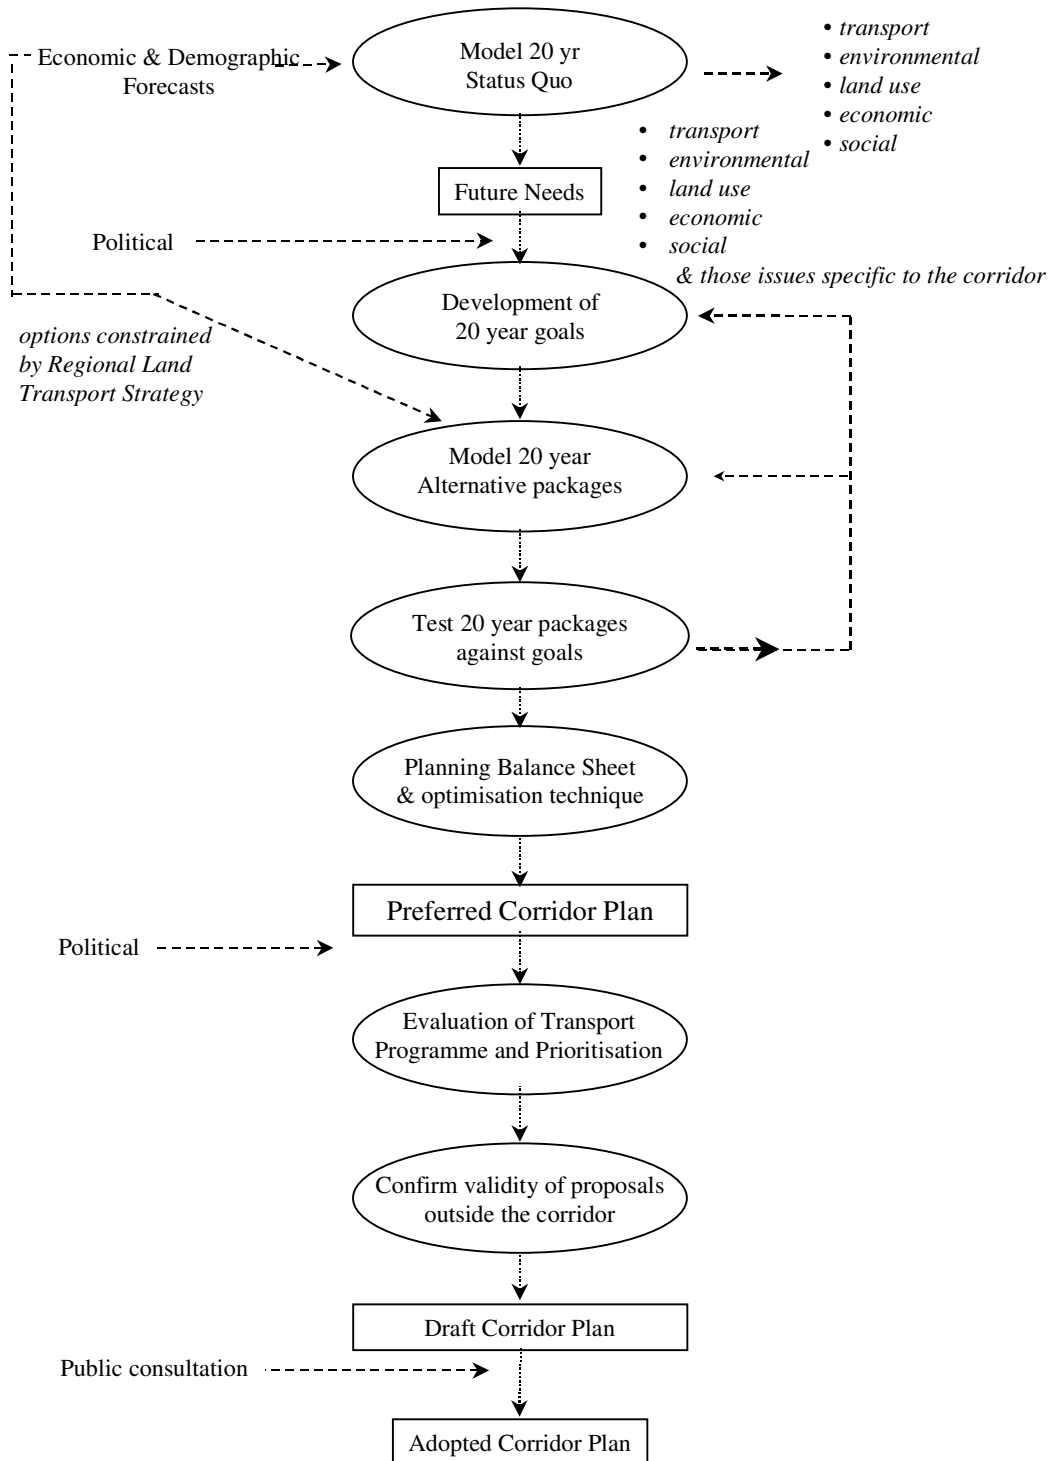 Economic & Demographic
Forecasts
Model 20 yr
Status Quo
• transport
• environmental
• land use
• economic
• social
• transport
• environmental
• land use
• economic
• social
& those issues specific to the corridor
Future Needs
Political
Development of
20 year goals
options constrained
by Regional Land
Transport Strategy
Model 20 year
Alternative packages
Test 20 year packages
against goals
Planning Balance Sheet
& optimisation technique
Preferred Corridor Plan
Political
Evaluation of Transport
Programme and Prioritisation
Confirm validity of proposals
outside the corridor
Draft Corridor Plan
Public consultation
Adopted Corridor Plan